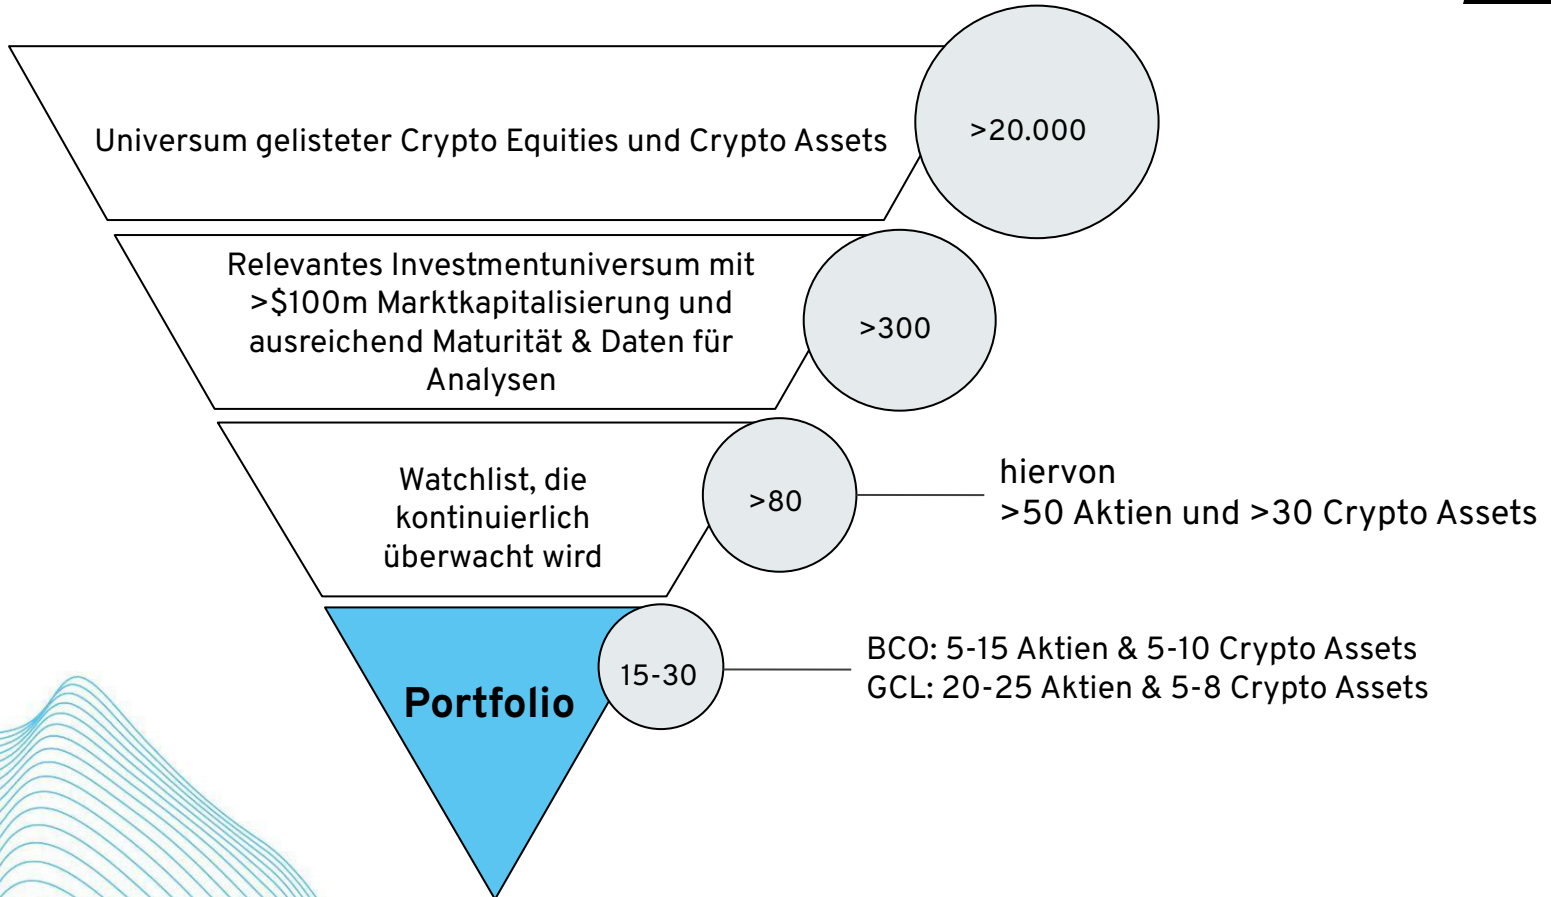 Universum gelisteter Crypto Equities und Crypto Assets
>20.000
Relevantes Investmentuniversum mit
>$100m Marktkapitalisierung und
ausreichend Maturität & Daten für
Analysen
>300
Watchlist, die
kontinuierlich
überwacht wird
>80
hiervon
>50 Aktien und >30 Crypto Assets
Portfolio
15-30
BCO: 5-15 Aktien & 5-10 Crypto Assets
GCL: 20-25 Aktien & 5-8 Crypto Assets